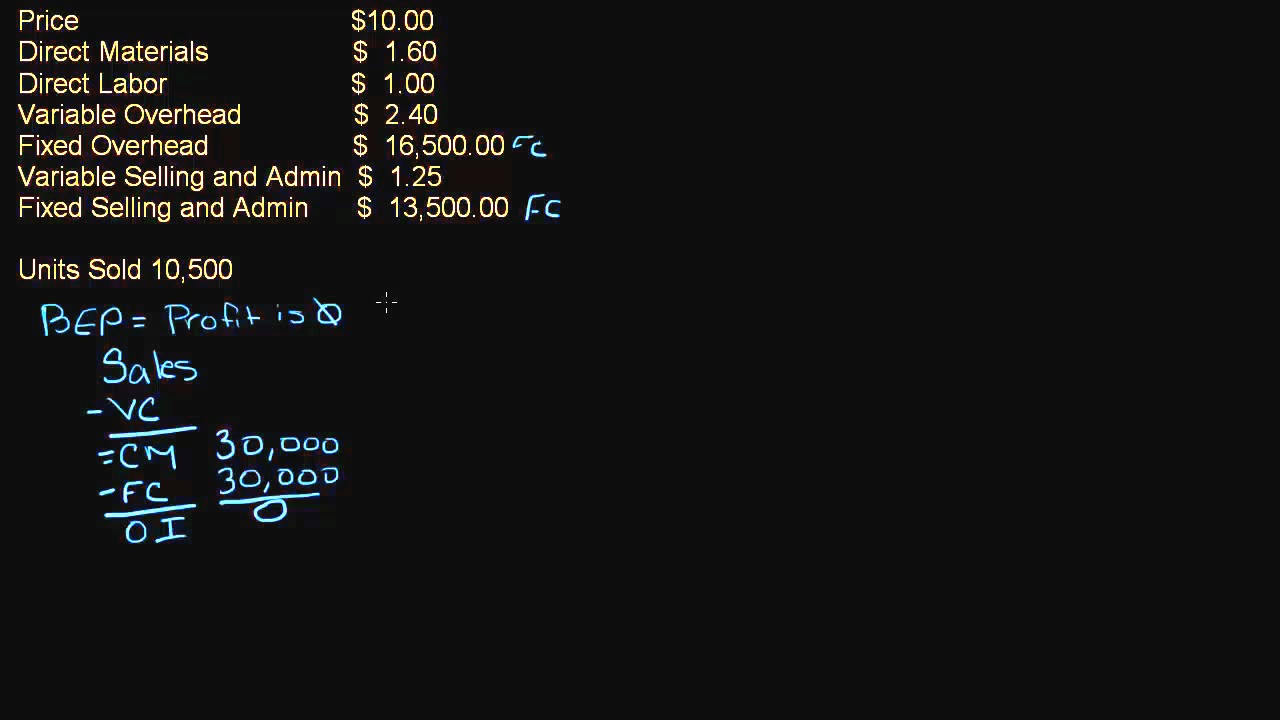 Price $10.00
Direct Materials $ 1.60
Direct Labor $ 1.00
Variable Overhead $ 2.40
Fixed Overhead $ 16,500.00 FC
Variable Selling and Admin $ 1.25
Fixed Selling and Admin $ 13,500.00 FC
Units Sold 10,500
BEP = Profit is 0
Sales
- VC
= CM 30,000
- FC 30,000
OI 0